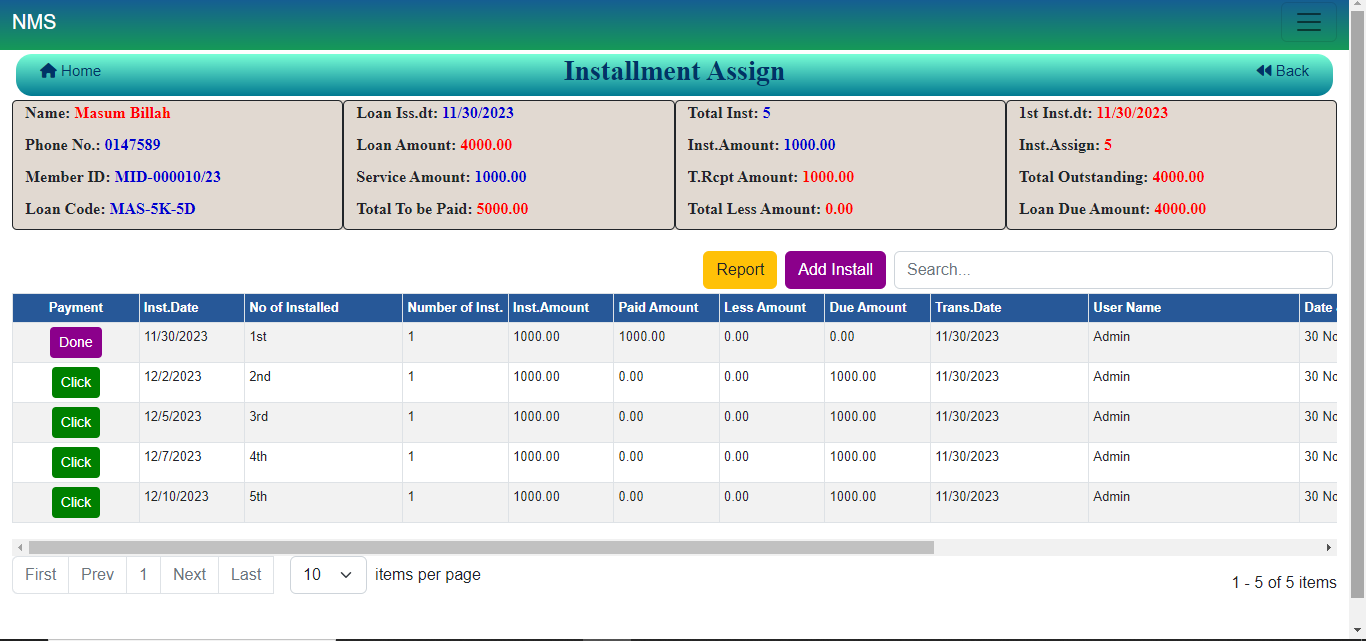 NMS
Home Installment Assign Back
Name: Masum Billah Loan Iss.dt: 11/30/2023 Total Inst: 5 1st Inst.dt: 11/30/2023
Phone No.: 0147589 Loan Amount: 4000.00 Inst.Amount: 1000.00 Inst.Assign: 5
Member ID: MID-000010/23 Service Amount: 1000.00 T.Rcpt Amount: 1000.00 Total Outstanding: 4000.00
Loan Code: MAS-5K-5D Total To be Paid: 5000.00 Total Less Amount: 0.00 Loan Due Amount: 4000.00
Report Add Install Search...
Payment Inst.Date No of Installed Number of Inst. Inst.Amount Paid Amount Less Amount Due Amount Trans.Date User Name Date
Done 11/30/2023 1st 1 1000.00 1000.00 0.00 0.00 11/30/2023 Admin 30
Click 12/2/2023 2nd 1 1000.00 0.00 0.00 1000.00 11/30/2023 Admin 30
Click 12/5/2023 3rd 1 1000.00 0.00 0.00 1000.00 11/30/2023 Admin 30
Click 12/7/2023 4th 1 1000.00 0.00 0.00 1000.00 11/30/2023 Admin 30
Click 12/10/2023 5th 1 1000.00 0.00 0.00 1000.00 11/30/2023 Admin 30
First Prev 1 Next Last 10 items per page
1 - 5 of 5 items